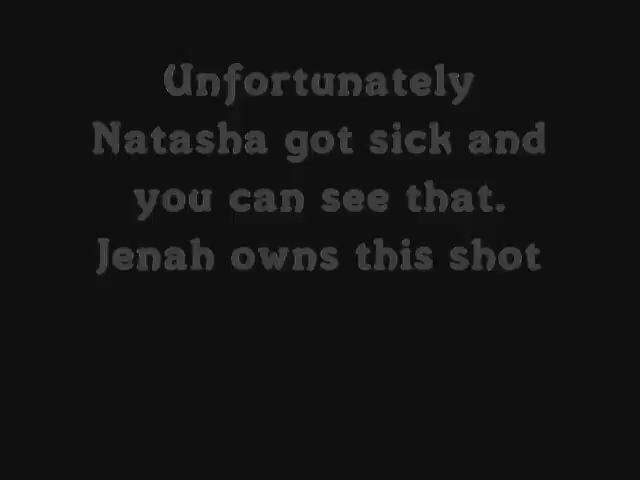 Unfortunately
Natasha got sick and
you can see that.
Jenah owns this shot